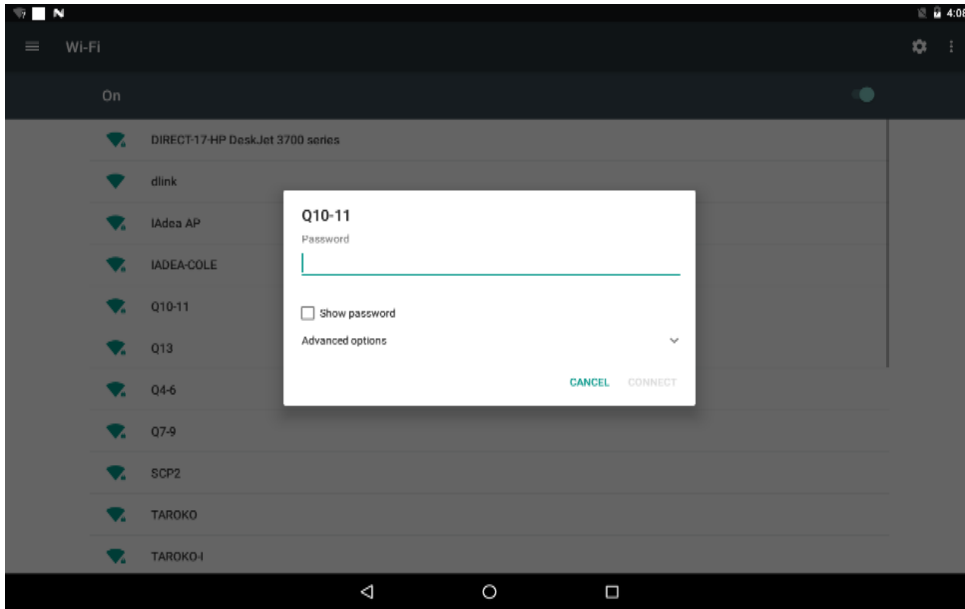 4:08
Wi-Fi
On
DIRECT-17-HP DeskJet 3700 series
dlink
IAdea AP
IADEA-COLE
Q10-11
Q13
Q4-6
Q7-9
SCP2
TAROKO
TAROKO-I
Q10-11
Password
Show password
Advanced options
CANCEL CONNECT